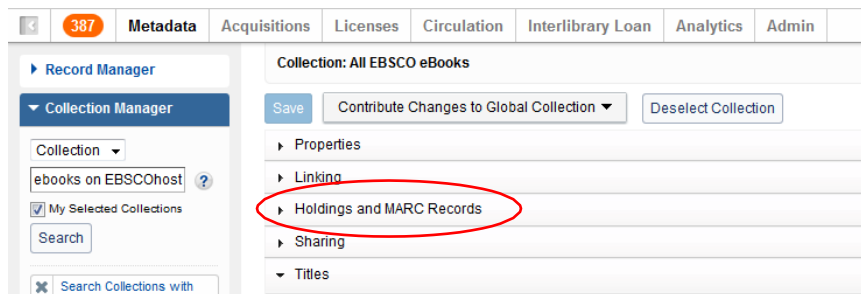 387 Metadata Acquisitions Licenses Circulation Interlibrary Loan Analytics Admin
Record Manager
Collection Manager
Collection
ebooks on EBSCOhost ?
My Selected Collections
Search
Search Collections with
Collection: All EBSCO eBooks
Save Contribute Changes to Global Collection Deselect Collection
Properties
Linking
Holdings and MARC Records
Sharing
Titles